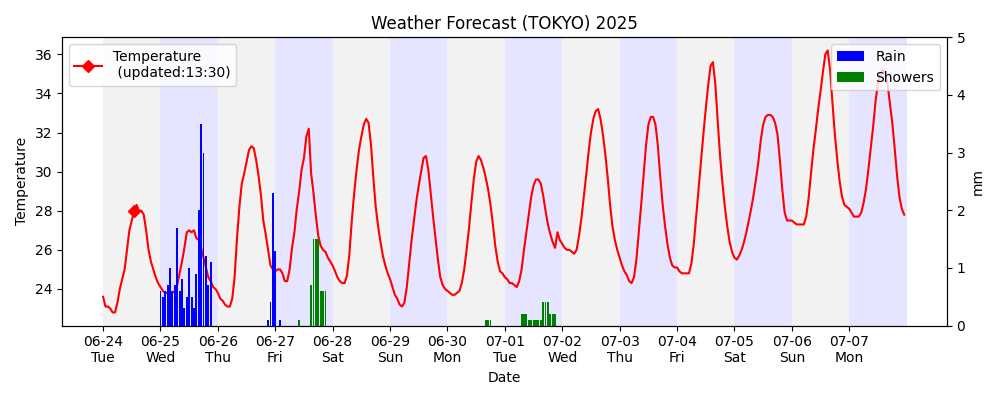 Weather Forecast (TOKYO) 2025
Temperature
(updated:13:30)
Rain
Showers
Temperature
36
34
32
30
28
26
24
5
4
3
2
1
0
mm
06-24 06-25 06-26 06-27 06-28 06-29 06-30 07-01 07-02 07-03 07-04 07-05 07-06 07-07
Tue Wed Thu Fri Sat Sun Mon Tue Wed Thu Fri Sat Sun Mon
Date